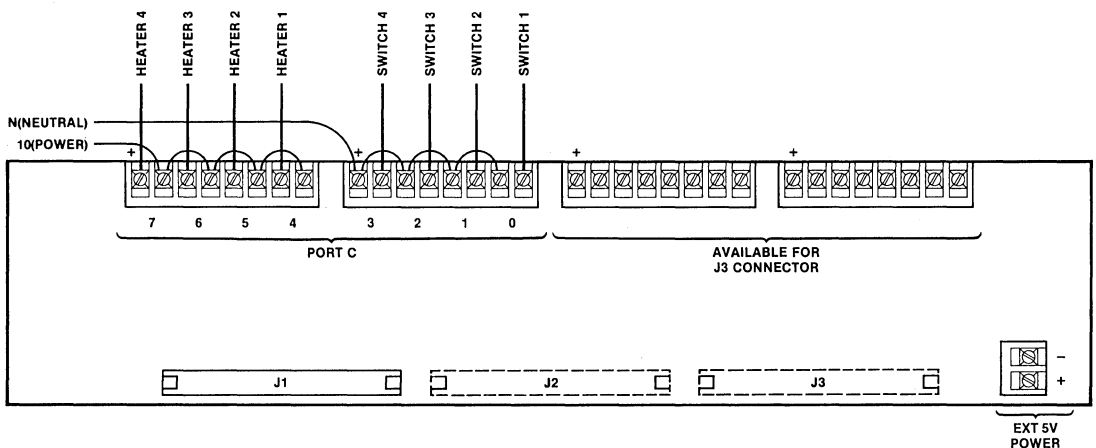 HEATER 4
HEATER 3
HEATER 2
HEATER 1
SWITCH 4
SWITCH 3
SWITCH 2
SWITCH 1
N(NEUTRAL)
10(POWER)
+
+
+
+
7 6 5 4 3 2 1 0
PORT C
AVAILABLE FOR
J3 CONNECTOR
J1
J2
J3
−
+
EXT 5V
POWER